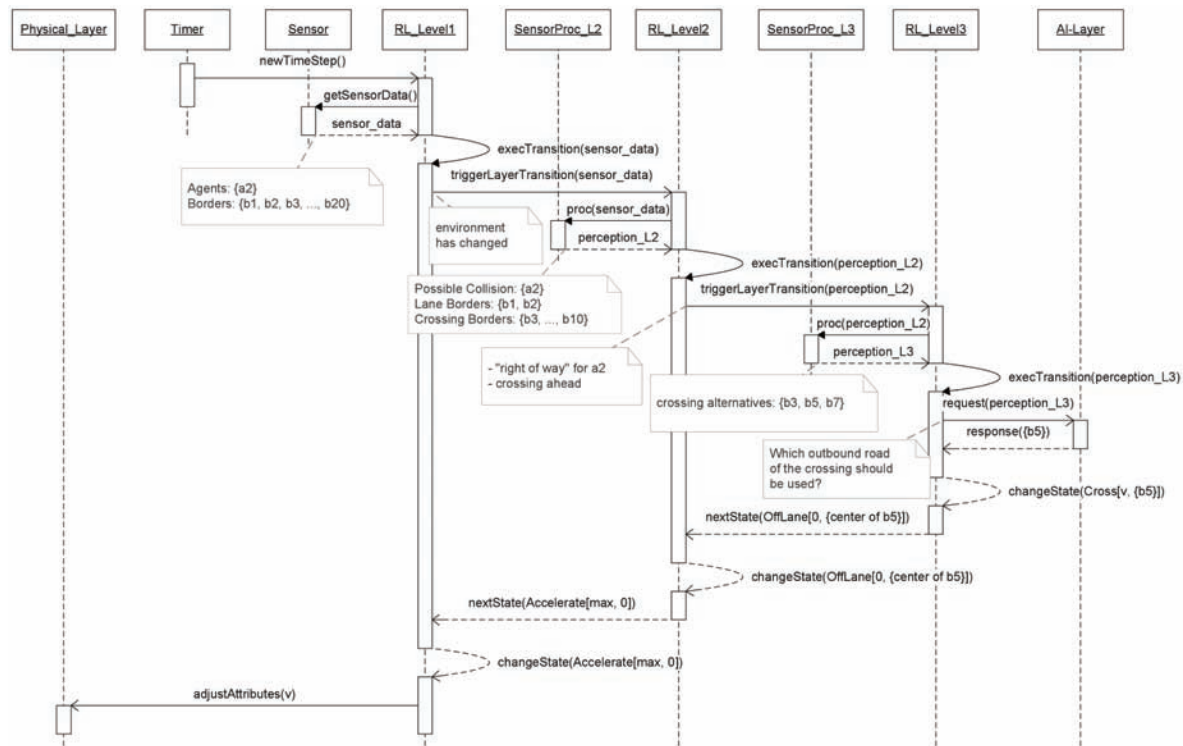 Physical_Layer
Timer
Sensor
RL_Level1
SensorProc_L2
RL_Level2
SensorProc_L3
RL_Level3
AI-Layer
newTimeStep()
getSensorData()
sensor_data
execTransition(sensor_data)
triggerLayerTransition(sensor_data)
Agents: {a2}
Borders: {b1, b2, b3, ..., b20}
proc(sensor_data)
environment
has changed
perception_L2
execTransition(perception_L2)
Possible Collision: {a2}
Lane Borders: {b1, b2}
Crossing Borders: {b3, ..., b10}
triggerLayerTransition(perception_L2)
proc(perception_L2)
perception_L3
- "right of way" for a2
- crossing ahead
execTransition(perception_L3)
crossing alternatives: {b3, b5, b7}
request(perception_L3)
response({b5})
Which outbound road
of the crossing should
be used?
changeState(Cross[v, {b5}])
nextState(OffLane[0, {center of b5}])
changeState(OffLane[0, {center of b5}])
nextState(Accelerate[max, 0])
changeState(Accelerate[max, 0])
adjustAttributes(v)